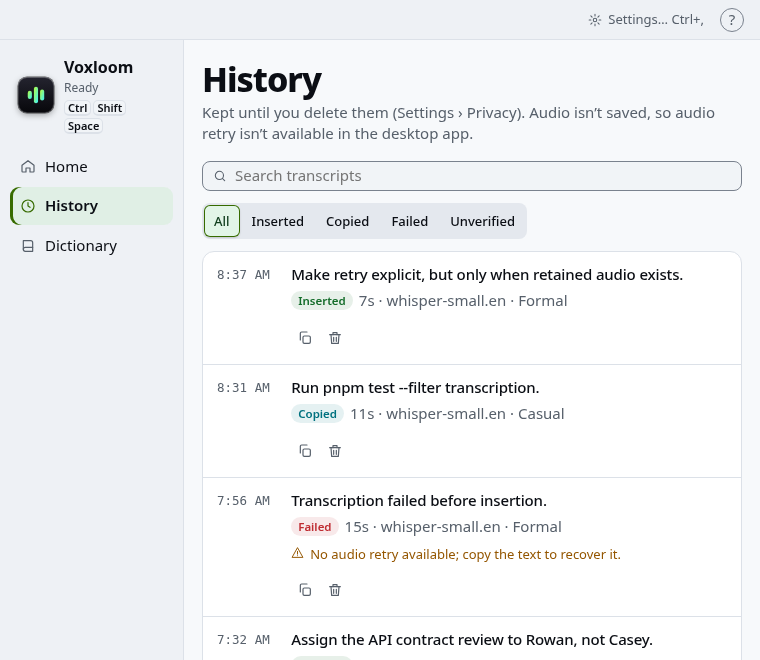 Settings... Ctrl+,
?
Voxloom
Ready
Ctrl Shift
Space
Home
History
Dictionary
History
Kept until you delete them (Settings › Privacy). Audio isn’t saved, so audio
retry isn’t available in the desktop app.
Search transcripts
All Inserted Copied Failed Unverified
8:37 AM Make retry explicit, but only when retained audio exists.
Inserted 7s · whisper-small.en · Formal
8:31 AM Run pnpm test --filter transcription.
Copied 11s · whisper-small.en · Casual
7:56 AM Transcription failed before insertion.
Failed 15s · whisper-small.en · Formal
No audio retry available; copy the text to recover it.
7:32 AM Assign the API contract review to Rowan, not Casey.